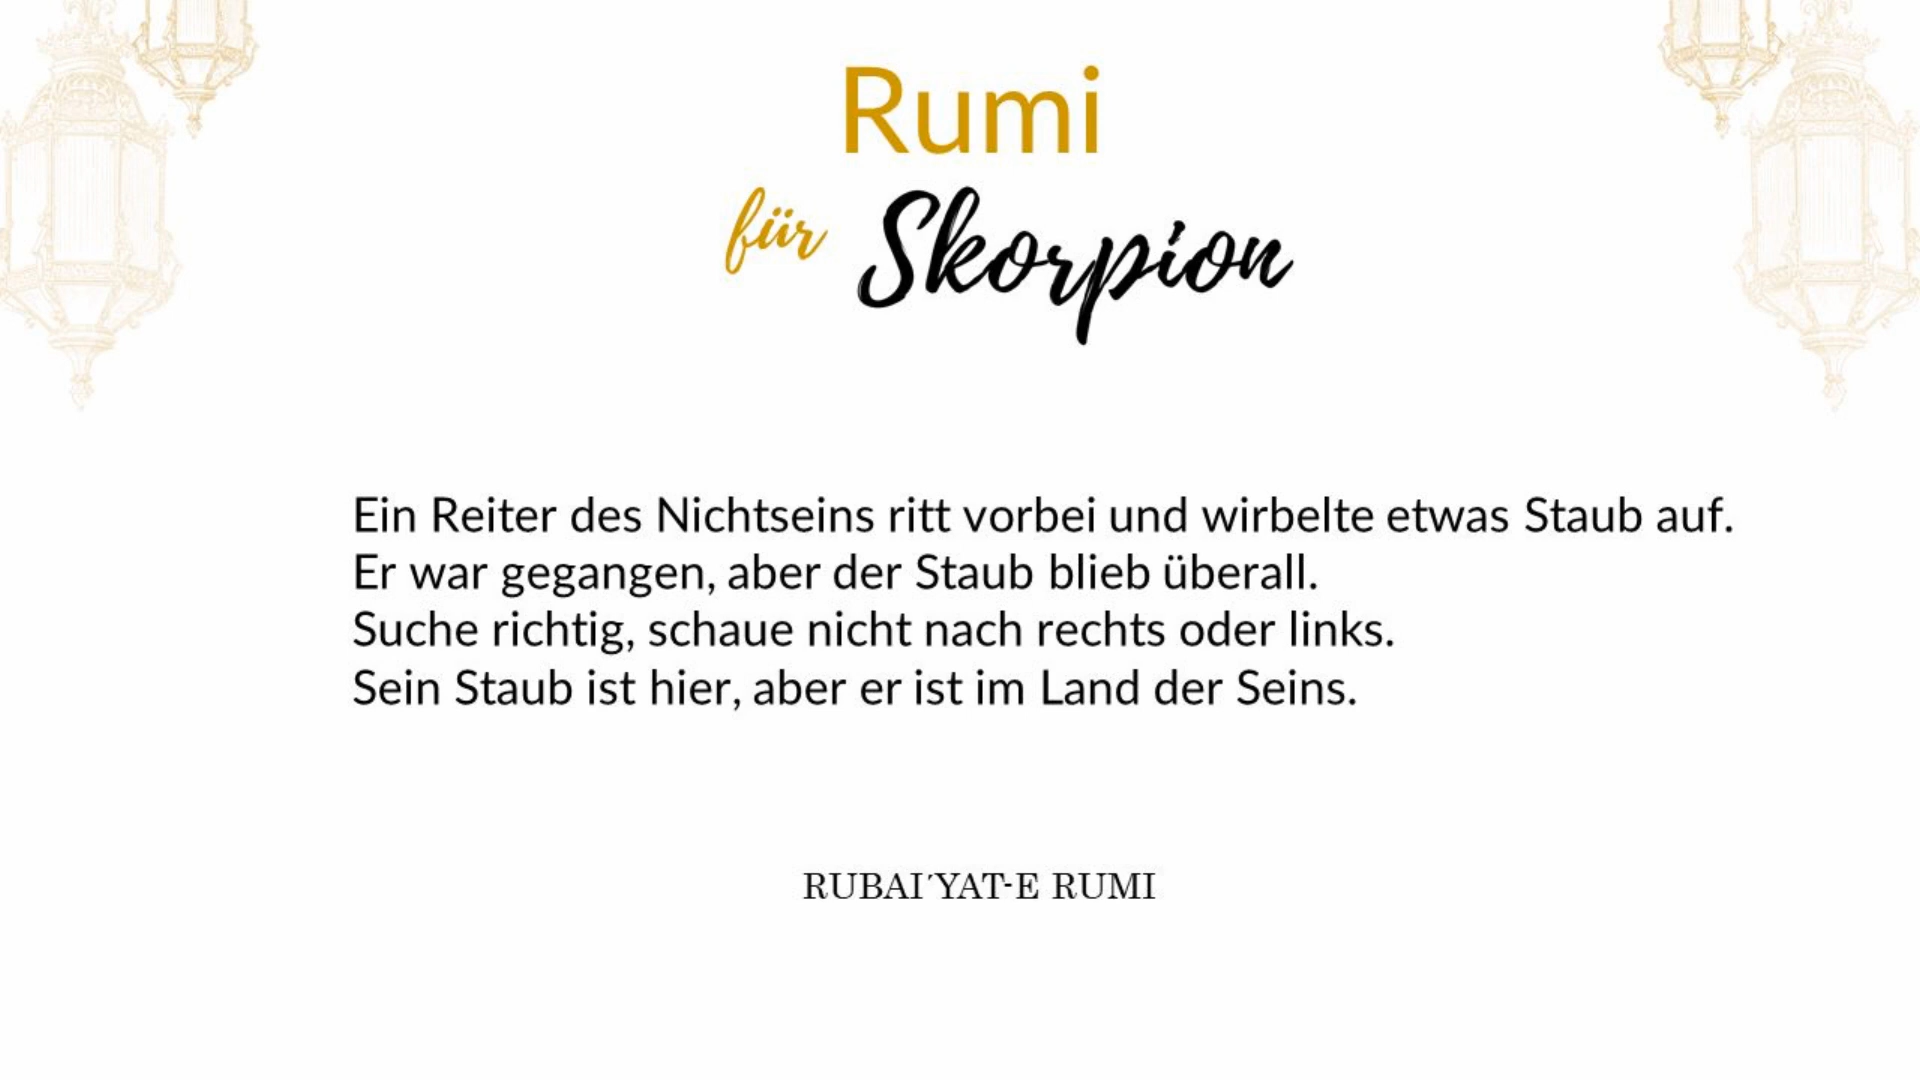 Rumi
für Skorpion
Ein Reiter des Nichtseins ritt vorbei und wirbelte etwas Staub auf.
Er war gegangen, aber der Staub blieb überall.
Suche richtig, schaue nicht nach rechts oder links.
Sein Staub ist hier, aber er ist im Land der Seins.
RUBAI´YAT-E RUMI